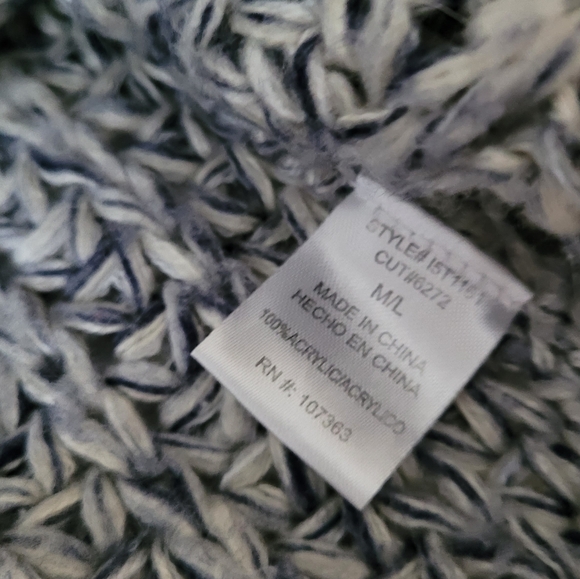 STYLE#
CUT#6272
M/L
MADE IN CHINA
HECHO EN CHINA
100%ACRYLIC/ACRYLICO
RN #: 107363